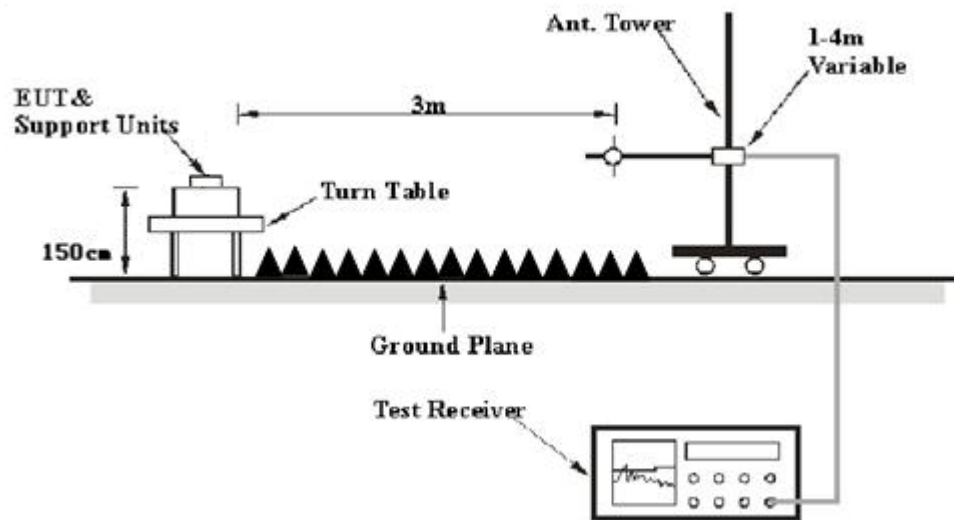 Ant. Tower
1-4m
Variable
EUT&
Support Units
3m
Turn Table
150cm
Ground Plane
Test Receiver